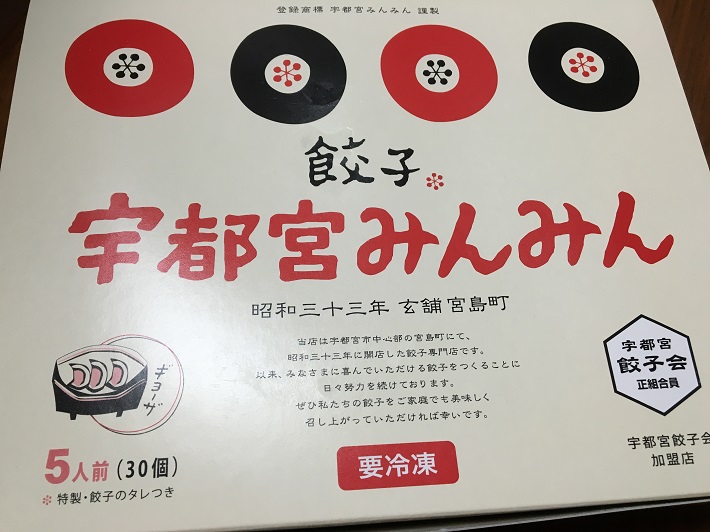 登録商標 宇都宮みんみん 謹製
餃子
宇都宮みんみん
昭和三十三年 玄舗 宮島町
当店は宇都宮市中心部の宮島町にて、
昭和三十三年に開店した餃子専門店です。
以来、みなさまに喜んでいただける餃子をつくることに
日々努力を続けております。
ぜひ私たちの餃子をご家庭でも美味しく
召し上がっていただければ幸いです。
ギョーザ
5人前(30個)
*特製・餃子のタレつき
要冷凍
宇都宮
餃子会
正組合員
宇都宮餃子会
加盟店